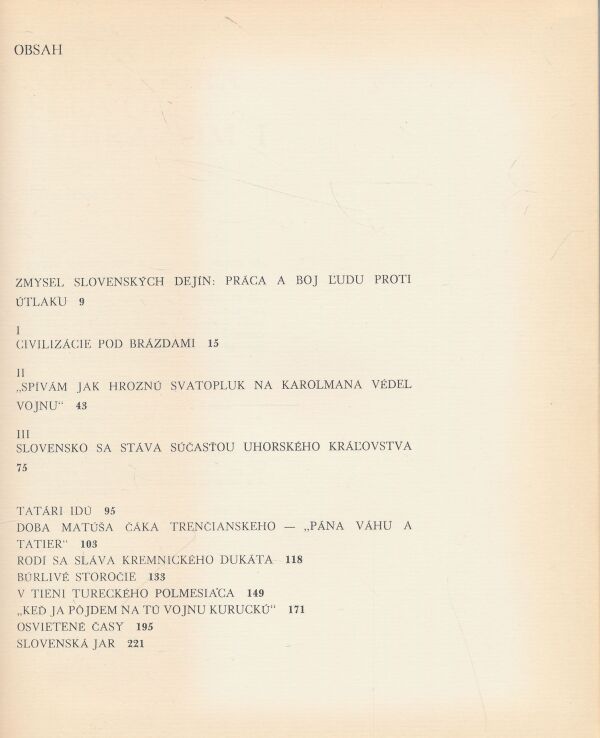 OBSAH
ZMYSEL SLOVENSKÝCH DEJÍN: PRÁCA A BOJ ĽUDU PROTI
ÚTLAKU 9
I
CIVILIZÁCIE POD BRÁZDAMI 15
II
„SPÍVÁM JAK HROZNÚ SVATOPLUK NA KAROLMANA VÉDEL
VOJNU“ 43
III
SLOVENSKO SA STÁVA SÚČASŤOU UHORSKÉHO KRÁĽOVSTVA
75
TATÁRI IDÚ 95
DOBA MATÚŠA ČÁKA TRENČIANSKEHO — „PÁNA VÁHU A
TATIER“ 103
RODÍ SA SLÁVA KREMNICKÉHO DUKÁTA 118
BÚRLIVÉ STOROČIE 133
V TIENI TURECKÉHO POLMESIAČA 149
„KEĎ JA PÔJDEM NA TÚ VOJNU KURUCKÚ“ 171
OSVIETENÉ ČASY 195
SLOVENSKÁ JAR 221